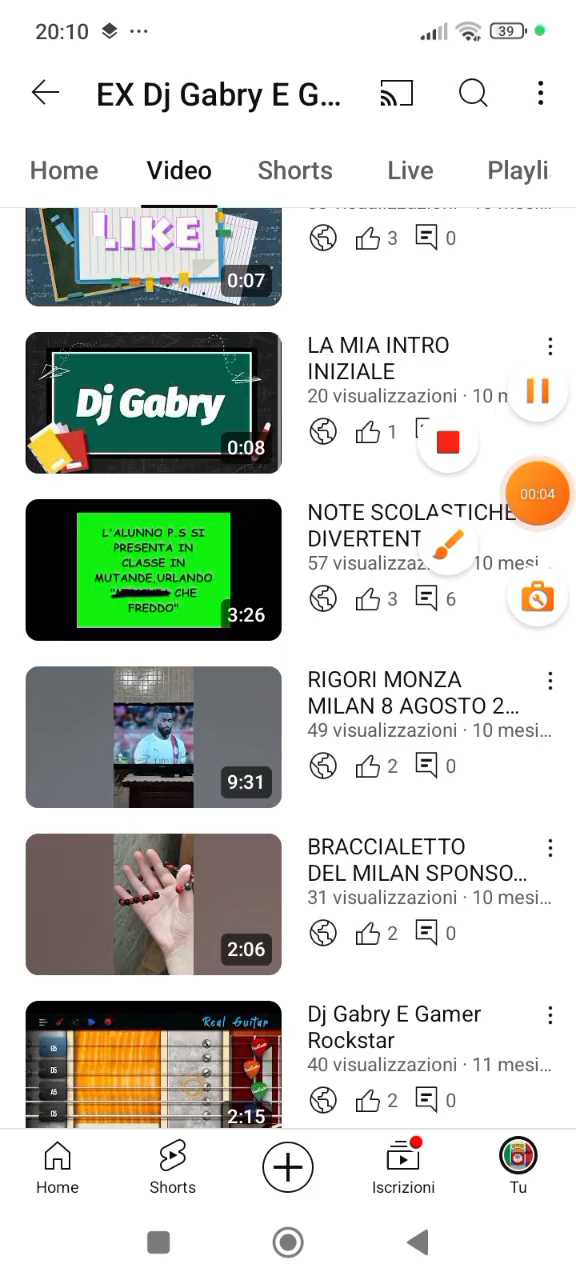 20:10
39
EX Dj Gabry E G...
Home Video Shorts Live Playli
LIKE
0:07
3 0
Dj Gabry
0:08
LA MIA INTRO
INIZIALE
20 visualizzazioni · 10 m
1
00:04
L'ALUNNO P.S SI
PRESENTA IN
CLASSE IN
MUTANDE,URLANDO
CHE
FREDDO"
3:26
NOTE SCOLASTICHE
DIVERTENT
57 visualizzaz. 10 mesi...
3 6
9:31
RIGORI MONZA
MILAN 8 AGOSTO 2...
49 visualizzazioni · 10 mesi...
2 0
2:06
BRACCIALETTO
DEL MILAN SPONSO...
31 visualizzazioni · 10 mesi...
2 0
Real Guitar
2:15
Dj Gabry E Gamer
Rockstar
40 visualizzazioni · 11 mesi...
2 0
Home Shorts Iscrizioni Tu